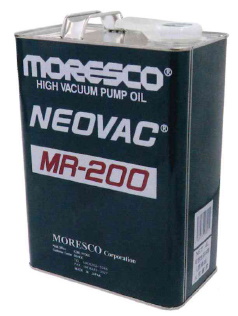 MORESCO®
HIGH VACUUM PUMP OIL
NEOVAC®
MR-200
MORESCO Corporation